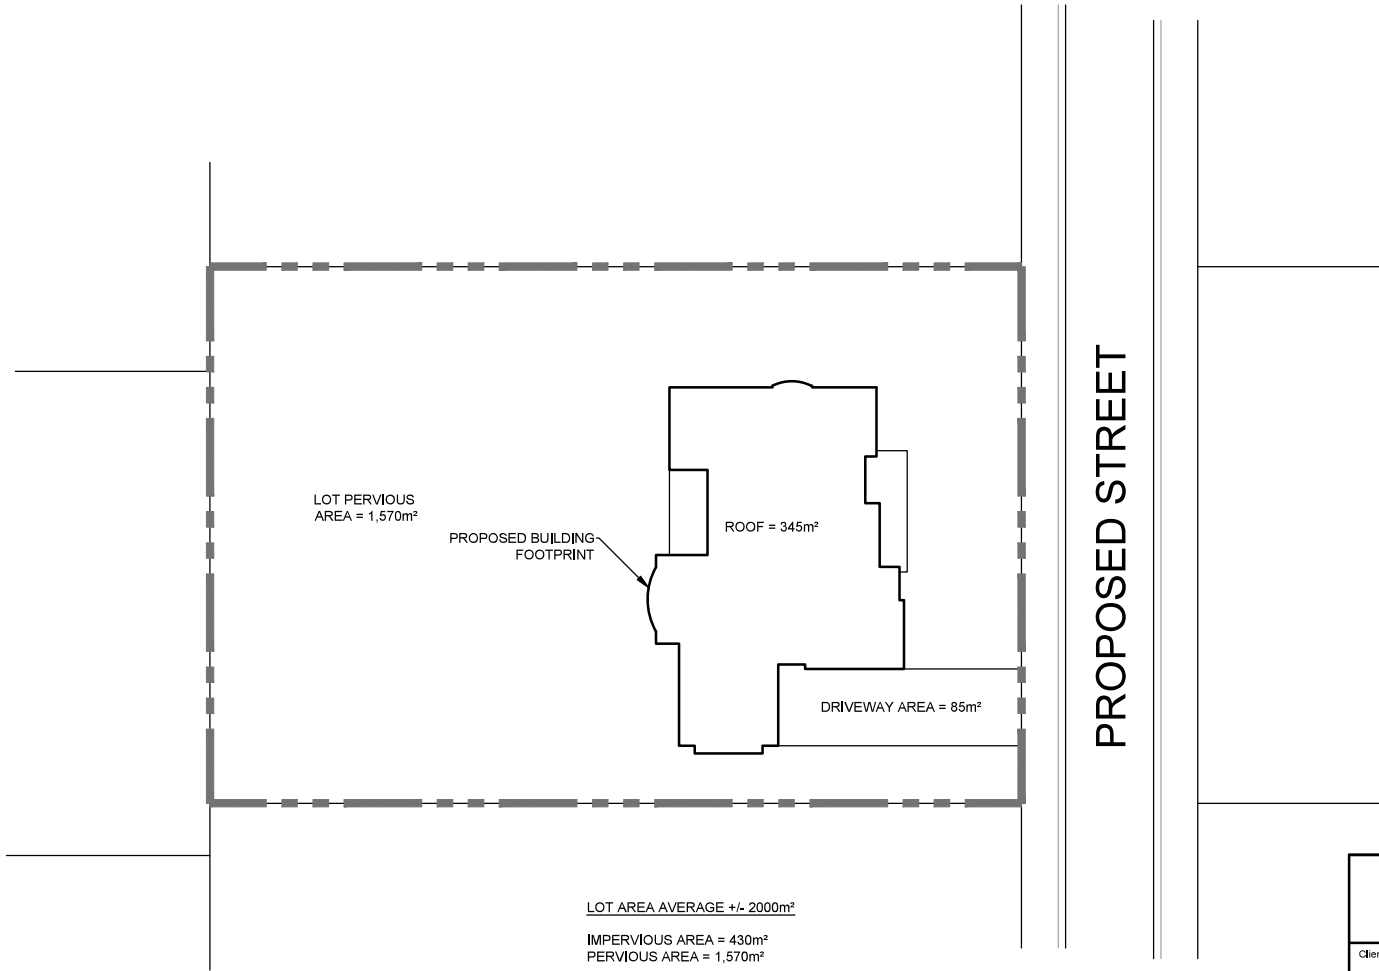 LOT PERVIOUS
AREA = 1,570m²
PROPOSED BUILDING
FOOTPRINT
ROOF = 345m²
DRIVEWAY AREA = 85m²
PROPOSED STREET
LOT AREA AVERAGE +/- 2000m²
IMPERVIOUS AREA = 430m²
PERVIOUS AREA = 1,570m²